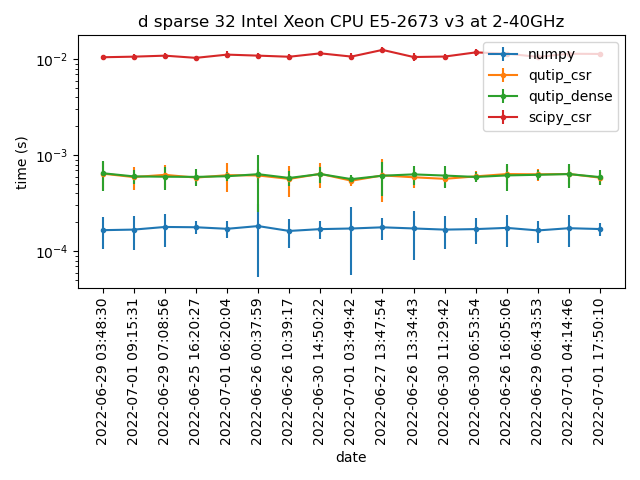 d sparse 32 Intel Xeon CPU E5-2673 v3 at 2-40GHz
numpy
qutip_csr
qutip_dense
scipy_csr
time (s)
10⁻²
10⁻³
10⁻⁴
2022-06-29 03:48:30
2022-07-01 09:15:31
2022-06-29 07:08:56
2022-06-25 16:20:27
2022-07-01 06:20:04
2022-06-26 00:37:59
2022-06-26 10:39:17
2022-06-30 14:50:22
2022-07-01 03:49:42
2022-06-27 13:47:54
2022-06-26 13:34:43
2022-06-30 11:29:42
2022-06-30 06:53:54
2022-06-26 16:05:06
2022-06-29 06:43:53
2022-07-01 04:14:46
2022-07-01 17:50:10
date